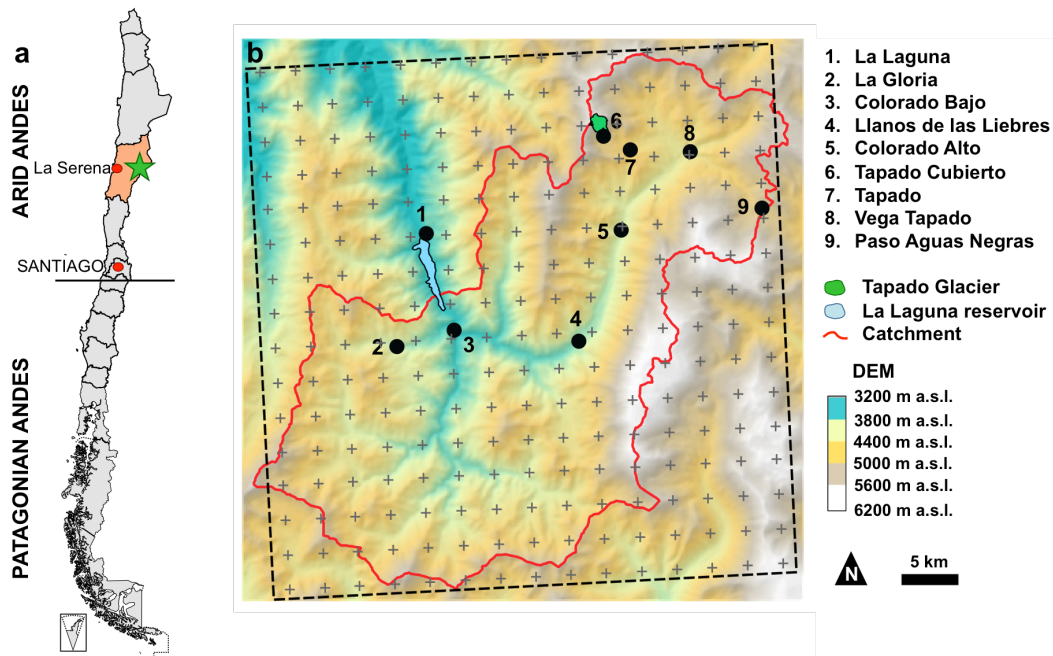 a
ARID ANDES
La Serena
SANTIAGO
PATAGONIAN ANDES
b
1
2
3
4
5
6
7
8
9
1. La Laguna
2. La Gloria
3. Colorado Bajo
4. Llanos de las Liebres
5. Colorado Alto
6. Tapado Cubierto
7. Tapado
8. Vega Tapado
9. Paso Aguas Negras
Tapado Glacier
La Laguna reservoir
Catchment
DEM
3200 m a.s.l.
3800 m a.s.l.
4400 m a.s.l.
5000 m a.s.l.
5600 m a.s.l.
6200 m a.s.l.
N
5 km